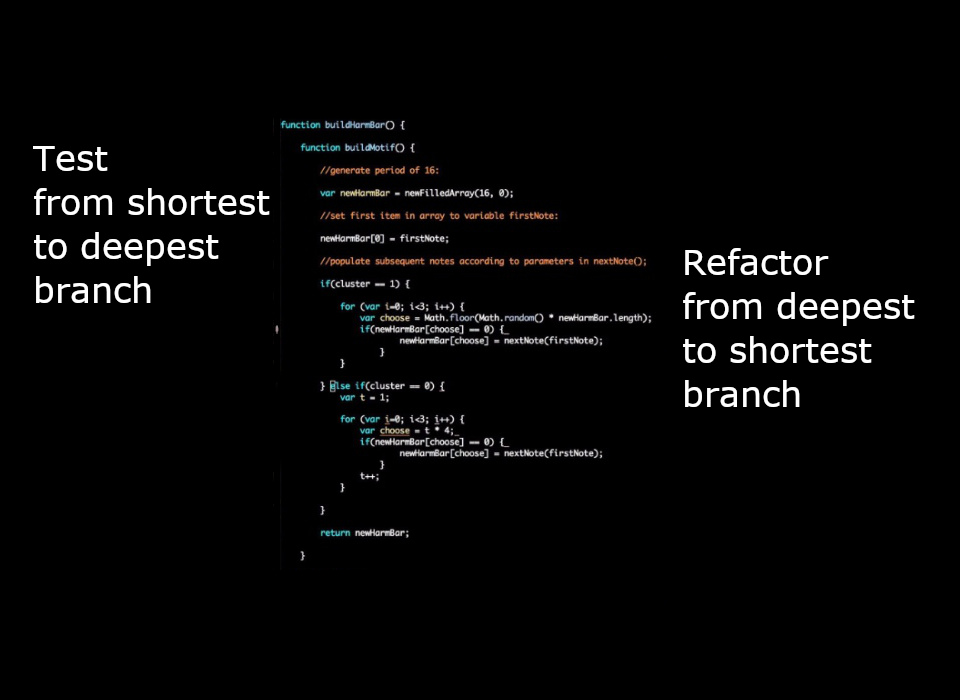 Test
from shortest
to deepest
branch
function buildHarmBar() {
function buildMotif() {
//generate period of 16:
var newHarmBar = newFilledArray(16, 0);
//set first item in array to variable firstNote:
newHarmBar[0] = firstNote;
//populate subsequent notes according to parameters in nextNote();
if(cluster == 1) {
for (var i=0; i<3; i++) {
var choose = Math.floor(Math.random() * newHarmBar.length);
if(newHarmBar[choose] == 0) {_
newHarmBar[choose] = nextNote(firstNote);
}
}
} else if(cluster == 0) {
var t = 1;
for (var i=0; i<3; i++) {
var choose = t * 4;_
if(newHarmBar[choose] == 0) {_
newHarmBar[choose] = nextNote(firstNote);
}
t++;
}
}
return newHarmBar;
}
Refactor
from deepest
to shortest
branch